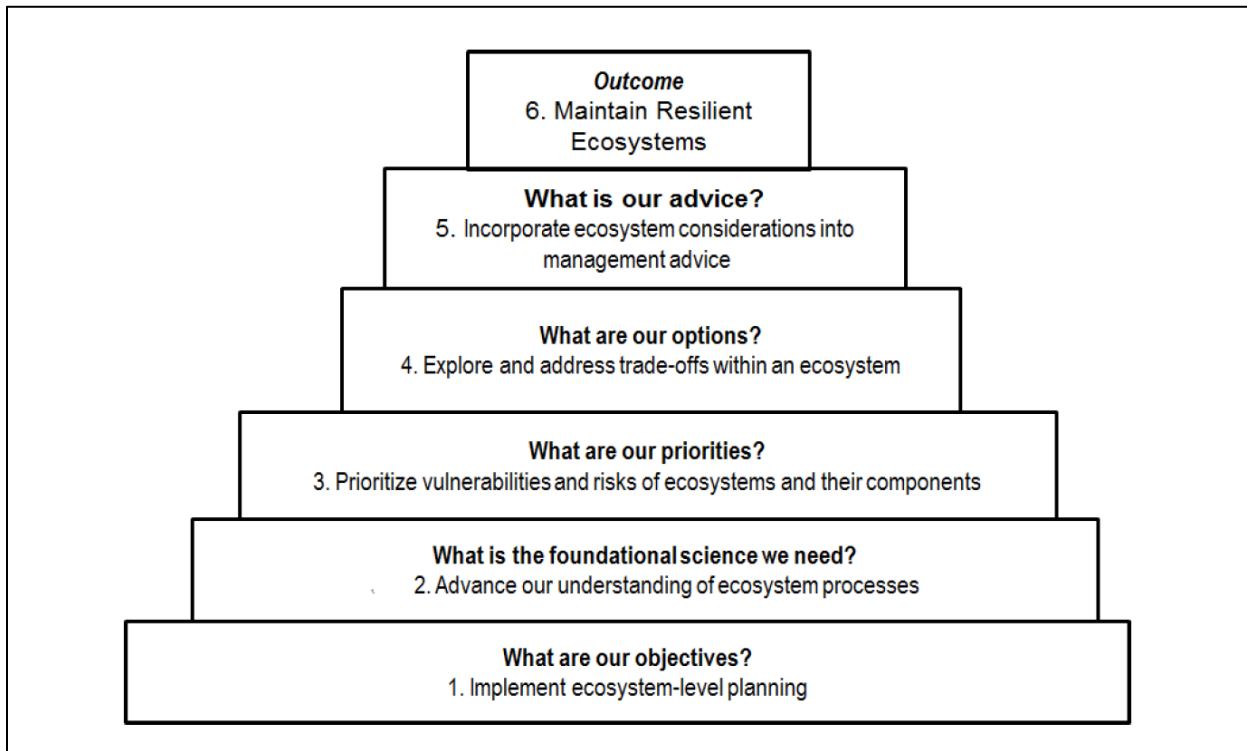 Outcome
6. Maintain Resilient
Ecosystems
What is our advice?
5. Incorporate ecosystem considerations into
management advice
What are our options?
4. Explore and address trade-offs within an ecosystem
What are our priorities?
3. Prioritize vulnerabilities and risks of ecosystems and their components
What is the foundational science we need?
2. Advance our understanding of ecosystem processes
What are our objectives?
1. Implement ecosystem-level planning